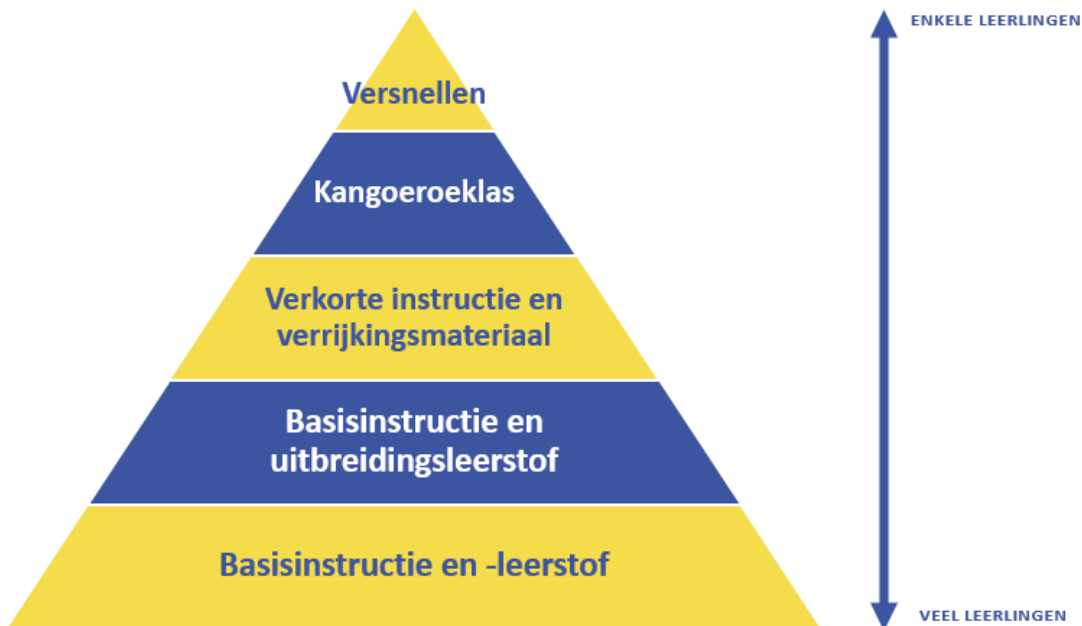 ENKELE LEERLINGEN
Versnellen
Kangoeroeklas
Verkorte instructie en
verrijkingsmateriaal
Basisinstructie en
uitbreidingsleerstof
Basisinstructie en -leerstof
VEEL LEERLINGEN